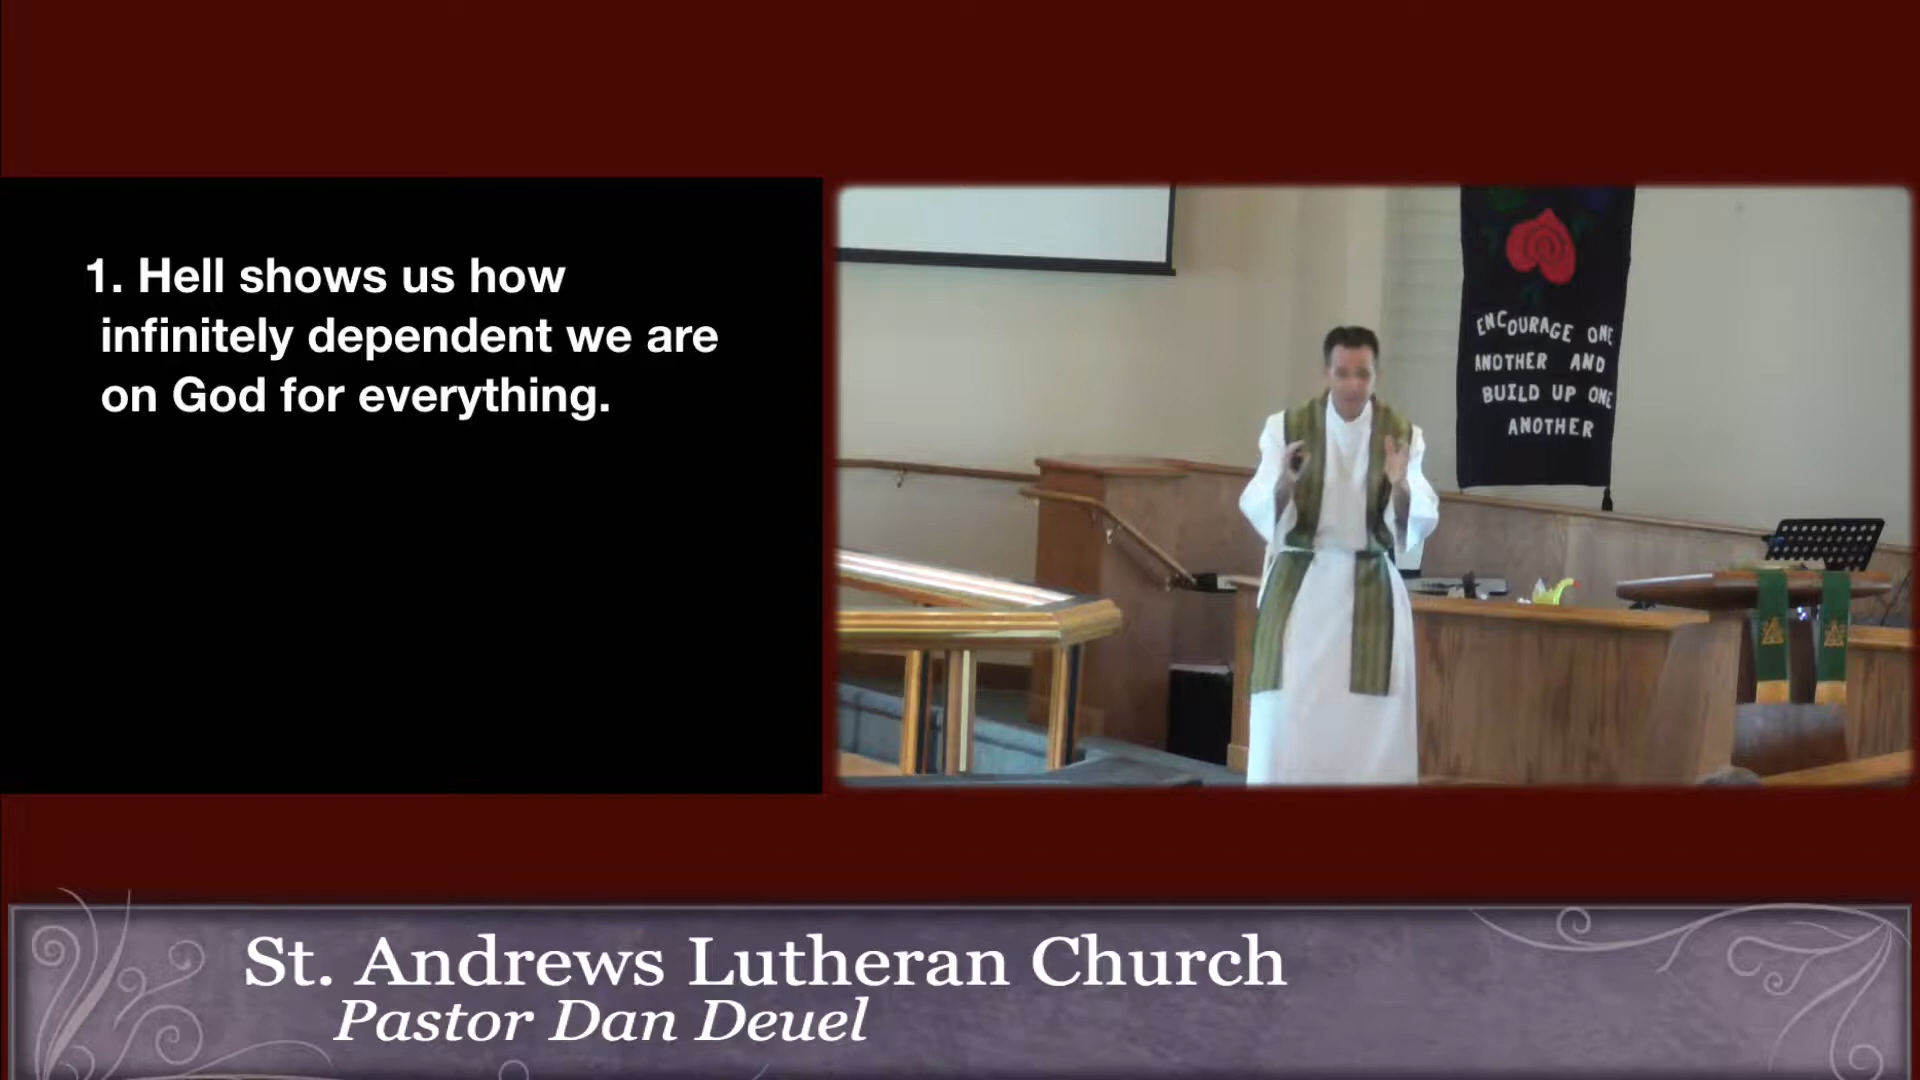 1. Hell shows us how
infinitely dependent we are
on God for everything.
ENCOURAGE ONE
ANOTHER AND
BUILD UP ONE
ANOTHER
St. Andrews Lutheran Church
Pastor Dan Deuel